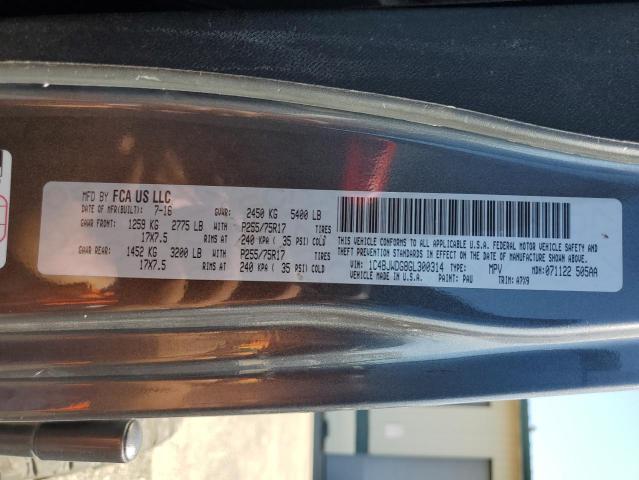 MFD BY FCA US LLC
DATE OF MFR(BUILT): 7-16 GVWR: 2450 KG 5400 LB
GAWR FRONT: 1259 KG 2775 LB P255/75R17 TIRES
17X7.5 RIMS AT 240 KPA ( 35 PSI) COLD
GAWR REAR: 1452 KG 3200 LB P255/75R17 TIRES
17X7.5 RIMS AT 240 KPA ( 35 PSI) COLD
THIS VEHICLE CONFORMS TO ALL APPLICABLE U.S.A. FEDERAL MOTOR VEHICLE SAFETY AND
THEFT PREVENTION STANDARDS IN EFFECT ON THE DATE OF MANUFACTURE SHOWN ABOVE.
VIN: 1C4BJWDG8GL300314 TYPE: MPV MDH: 071122 505AA
VEHICLE MADE IN U.S.A. PAINT: PAU TRIM: A7X9